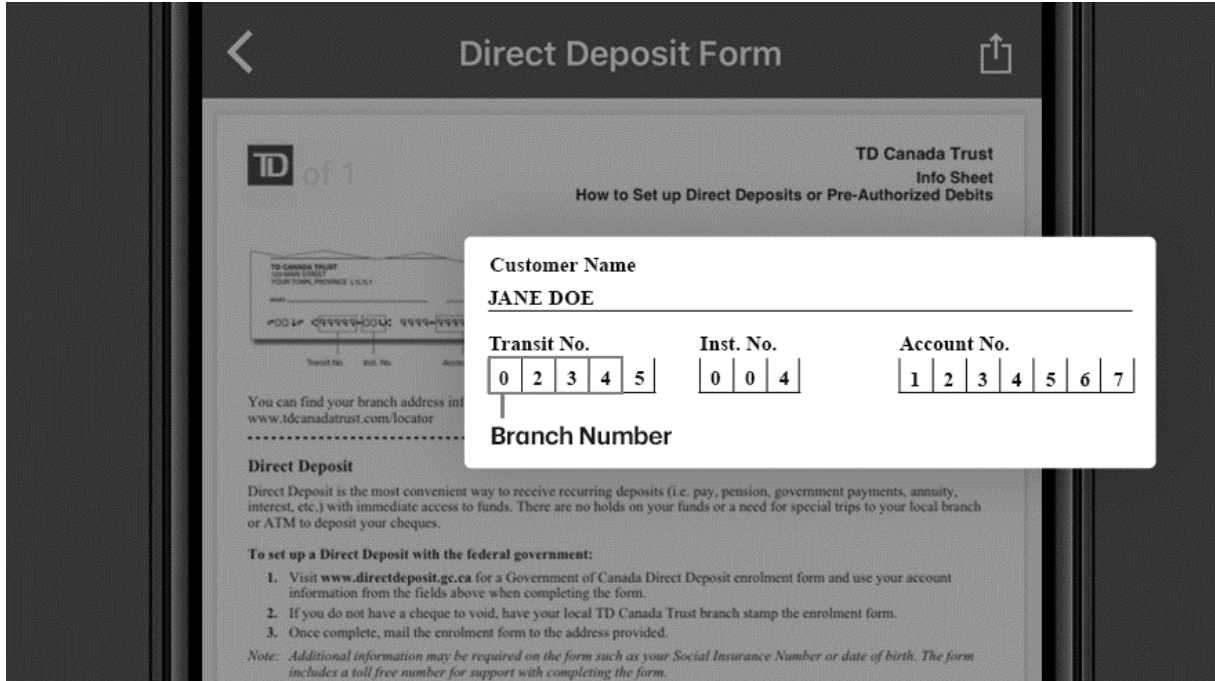 Direct Deposit Form
TD
of 1
TD Canada Trust
Info Sheet
How to Set up Direct Deposits or Pre-Authorized Debits
TD CANADA TRUST
123 MAIN STREET
YOUR TOWN, PROVINCE
Transit No. Inst. No.
Customer Name
JANE DOE
Transit No. Inst. No. Account No.
0 2 3 4 5 0 0 4 1 2 3 4 5 6 7
Branch Number
You can find your branch address
www.tdcanadatrust.com/locator
Direct Deposit
Direct Deposit is the most convenient way to receive recurring deposits (i.e. pay, pension, government payments, annuity,
interest, etc.) with immediate access to funds. There are no holds on your funds or a need for special trips to your local branch
or ATM to deposit your cheques.
To set up a Direct Deposit with the federal government:
1. Visit www.directdeposit.gc.ca for a Government of Canada Direct Deposit enrolment form and use your account
information from the fields above when completing the form.
2. If you do not have a cheque to void, have your local TD Canada Trust branch stamp the enrolment form.
3. Once complete, mail the enrolment form to the address provided.
Note: Additional information may be required on the form such as your Social Insurance Number or date of birth. The form
includes a toll free number for support with completing the form.